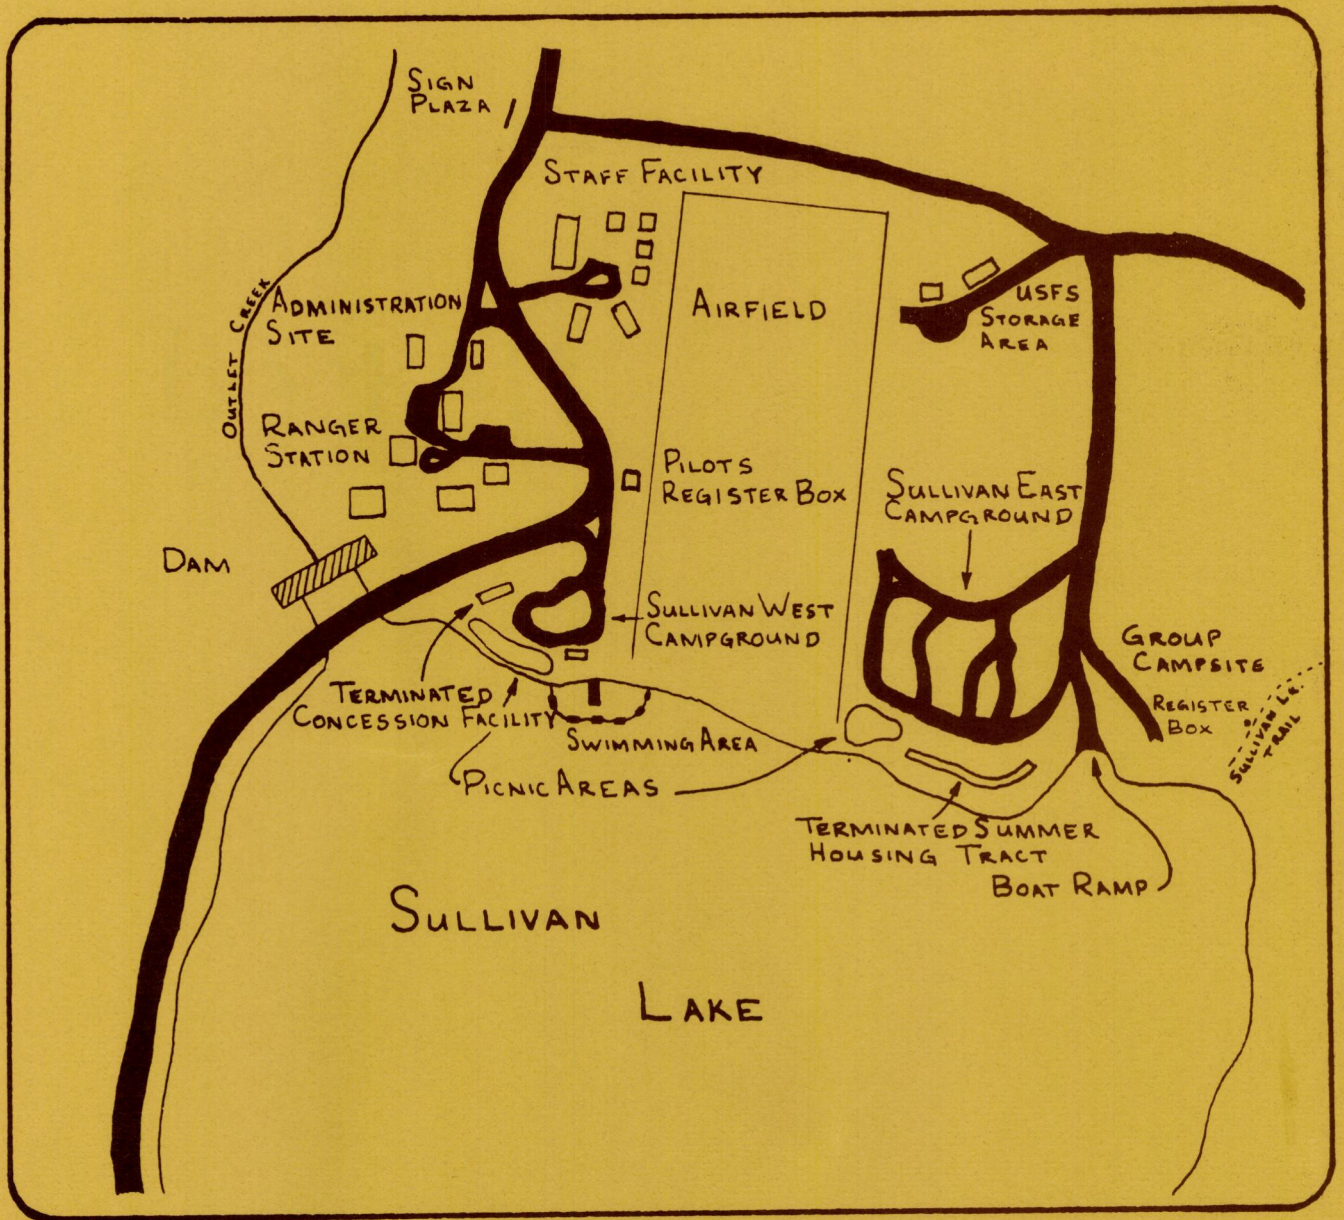 SIGN
PLAZA
STAFF FACILITY
OUTLET CREEK
ADMINISTRATION
SITE
AIRFIELD
USFS
STORAGE
AREA
RANGER
STATION
PILOTS
REGISTER BOX
SULLIVAN EAST
CAMPGROUND
DAM
SULLIVAN WEST
CAMPGROUND
GROUP
CAMPSITE
REGISTER
BOX
SULLIVAN LK.
TRAIL
TERMINATED
CONCESSION FACILITY
SWIMMING AREA
PICNIC AREAS
TERMINATED SUMMER
HOUSING TRACT
BOAT RAMP
SULLIVAN
LAKE